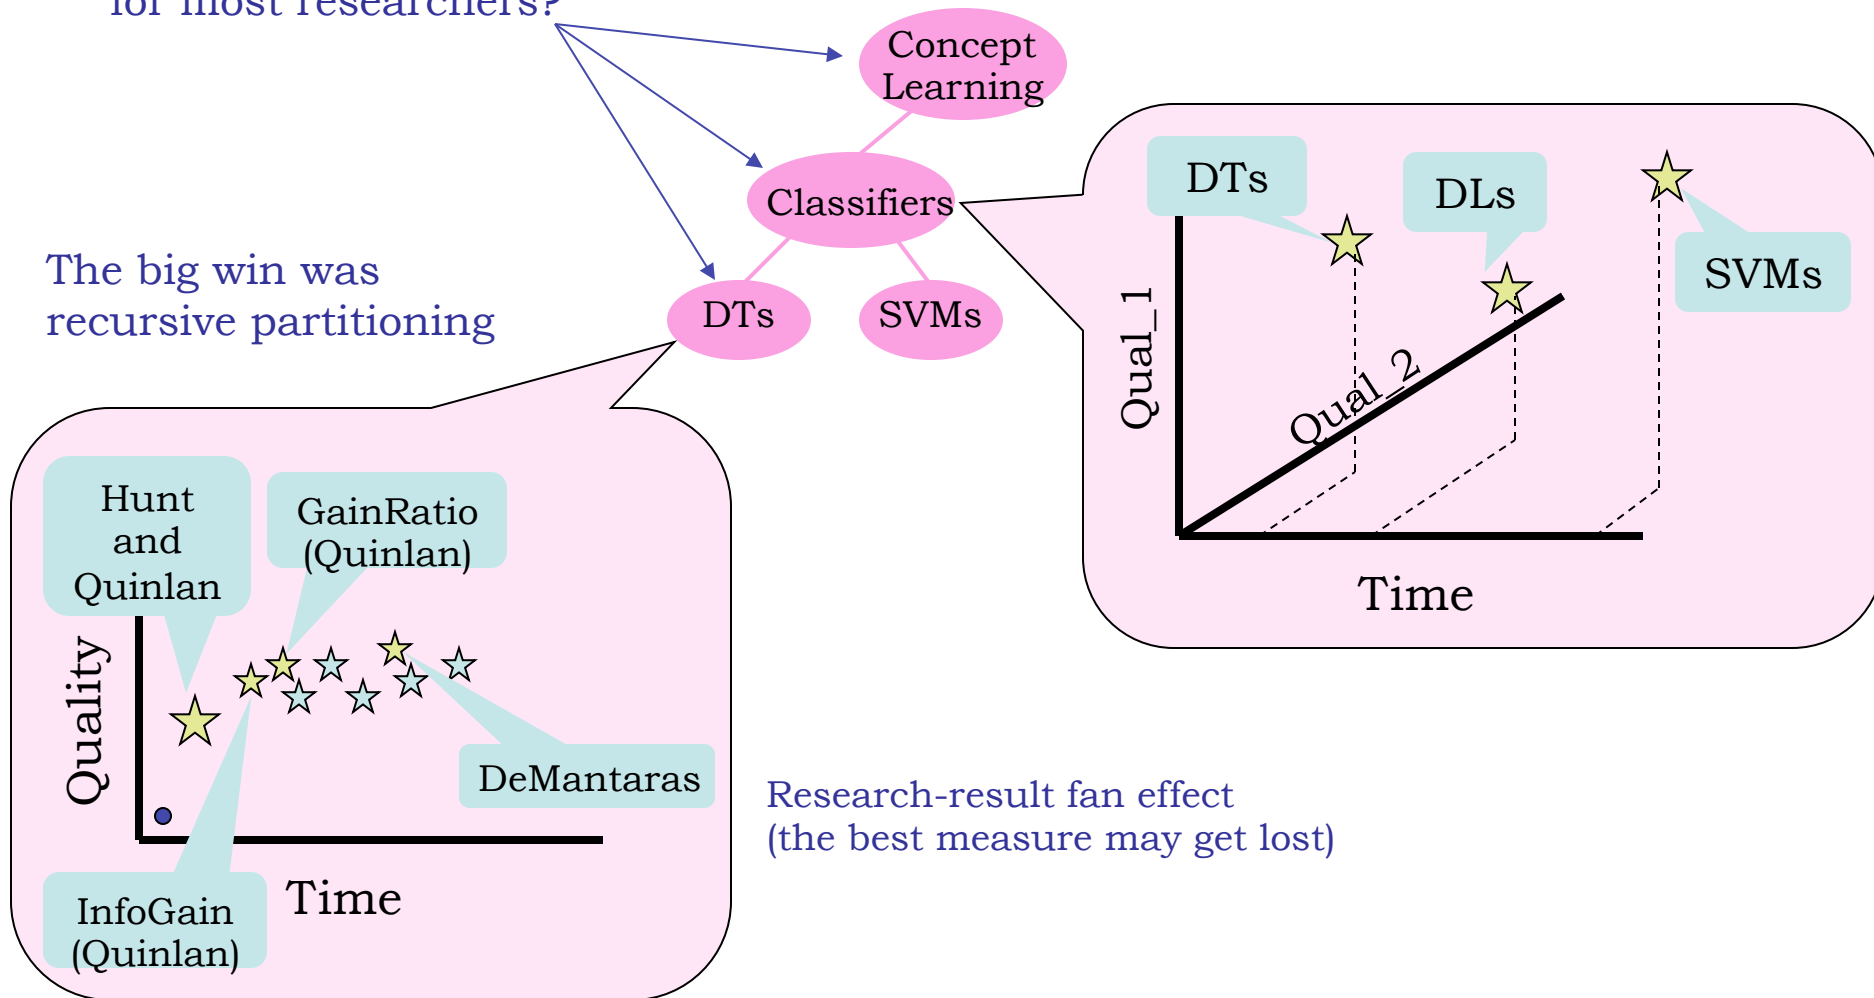 for most researchers?
Concept
Learning
Classifiers
DTs
SVMs
The big win was
recursive partitioning
DTs
DLs
SVMs
Qual_1
Qual_2
Time
Hunt
and
Quinlan
GainRatio
(Quinlan)
Quality
DeMantaras
InfoGain
(Quinlan)
Time
Research-result fan effect
(the best measure may get lost)